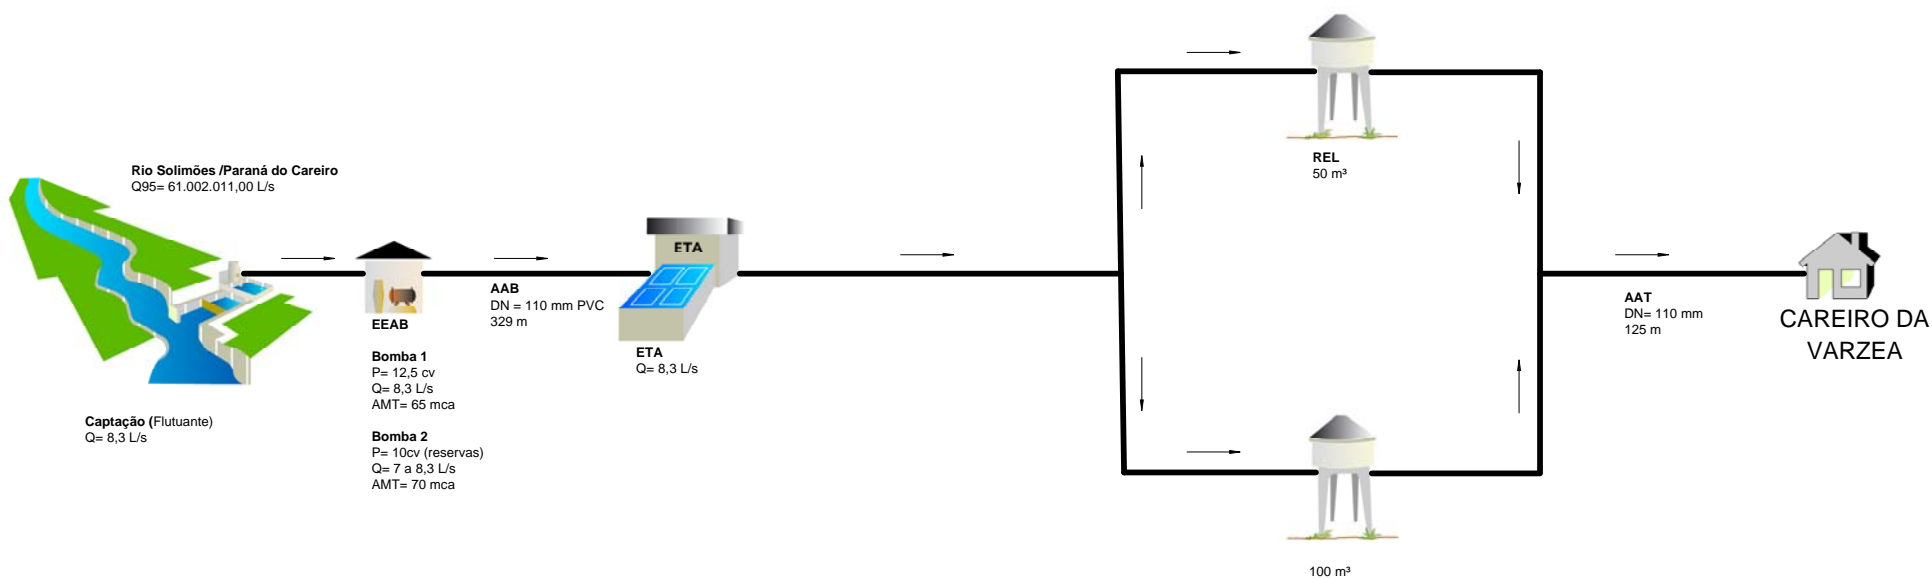 Rio Solimões /Paraná do Careiro
Q95= 61.002.011,00 L/s
Captação (Flutuante)
Q= 8,3 L/s
EEAB
Bomba 1
P= 12,5 cv
Q= 8,3 L/s
AMT= 65 mca
Bomba 2
P= 10cv (reservas)
Q= 7 a 8,3 L/s
AMT= 70 mca
AAB
DN = 110 mm PVC
329 m
ETA
ETA
Q= 8,3 L/s
REL
50 m³
100 m³
AAT
DN= 110 mm
125 m
CAREIRO DA
VARZEA